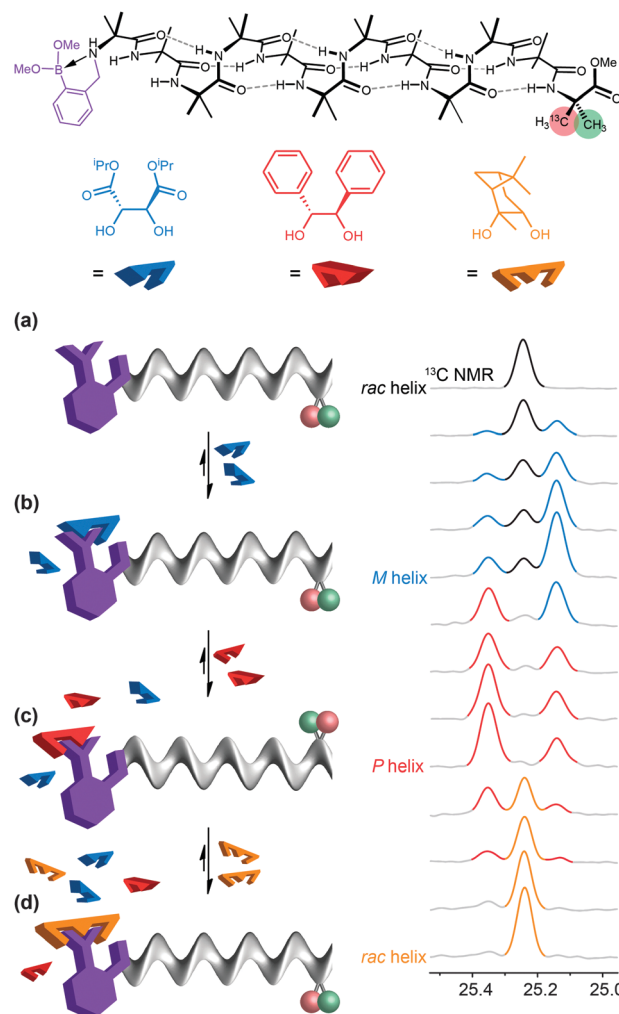 OMe
MeO
B
N
H
O
H
N
O
N
H
O
N
H
O
H
N
O
N
H
O
N
H
O
H
N
O
N
H
O
N
H
O
OMe
O
H₃¹³C
CH₃
ⁱPrO
OⁱPr
O
O
HO
OH
HO
OH
HO
OH
=
=
=
(a)
¹³C NMR
rac helix
(b)
M helix
(c)
P helix
(d)
rac helix
25.4
25.2
25.0